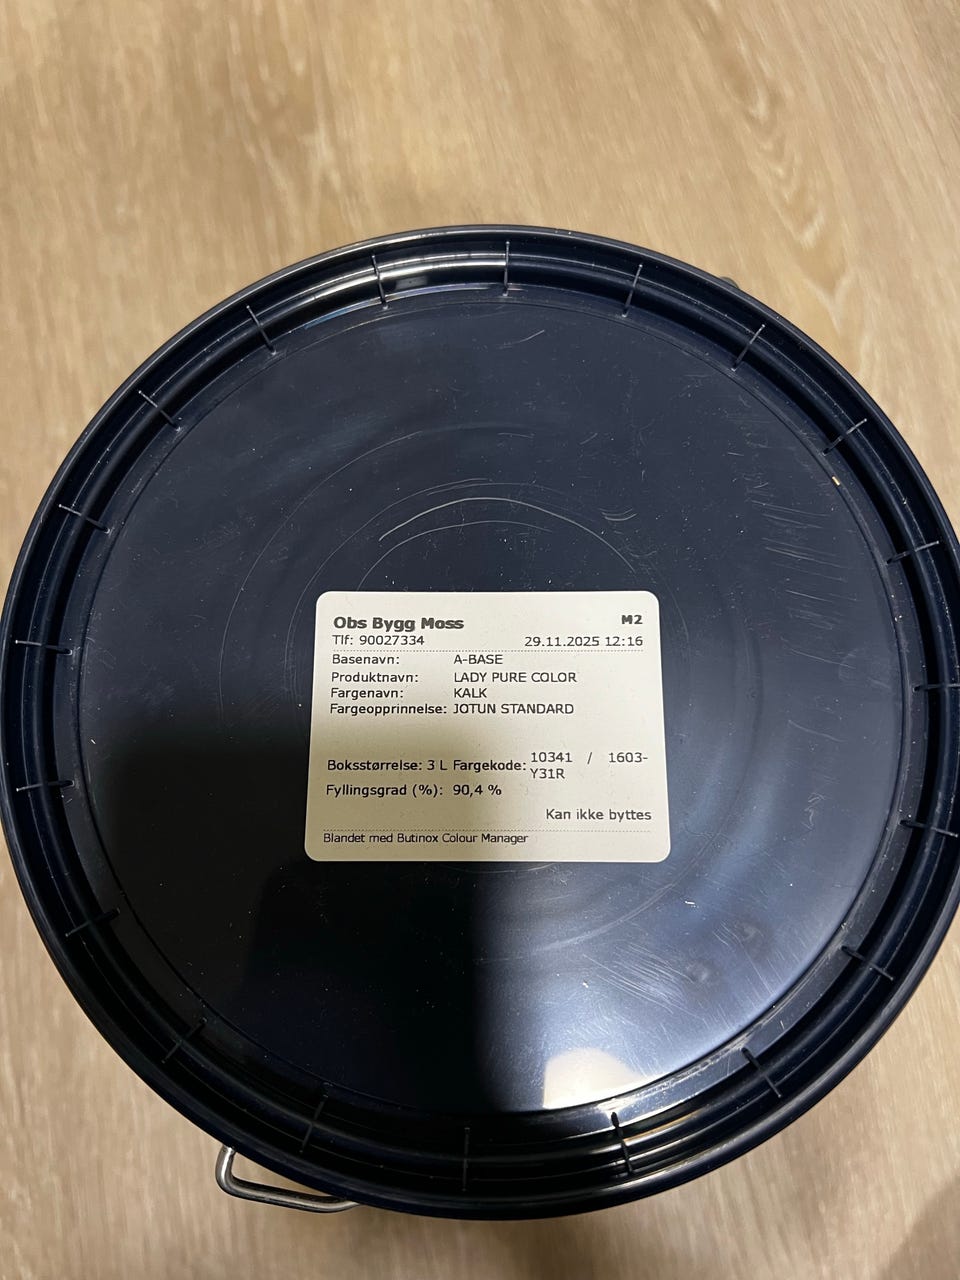 Obs Bygg Moss M2
Tlf: 90027334 29.11.2025 12:16
Basenavn: A-BASE
Produktnavn: LADY PURE COLOR
Fargenavn: KALK
Fargeopprinnelse: JOTUN STANDARD
Boksstørrelse: 3 L Fargekode: 10341 / 1603-
Y31R
Fyllingsgrad (%): 90,4 %
Kan ikke byttes
Blandet med Butinox Colour Manager